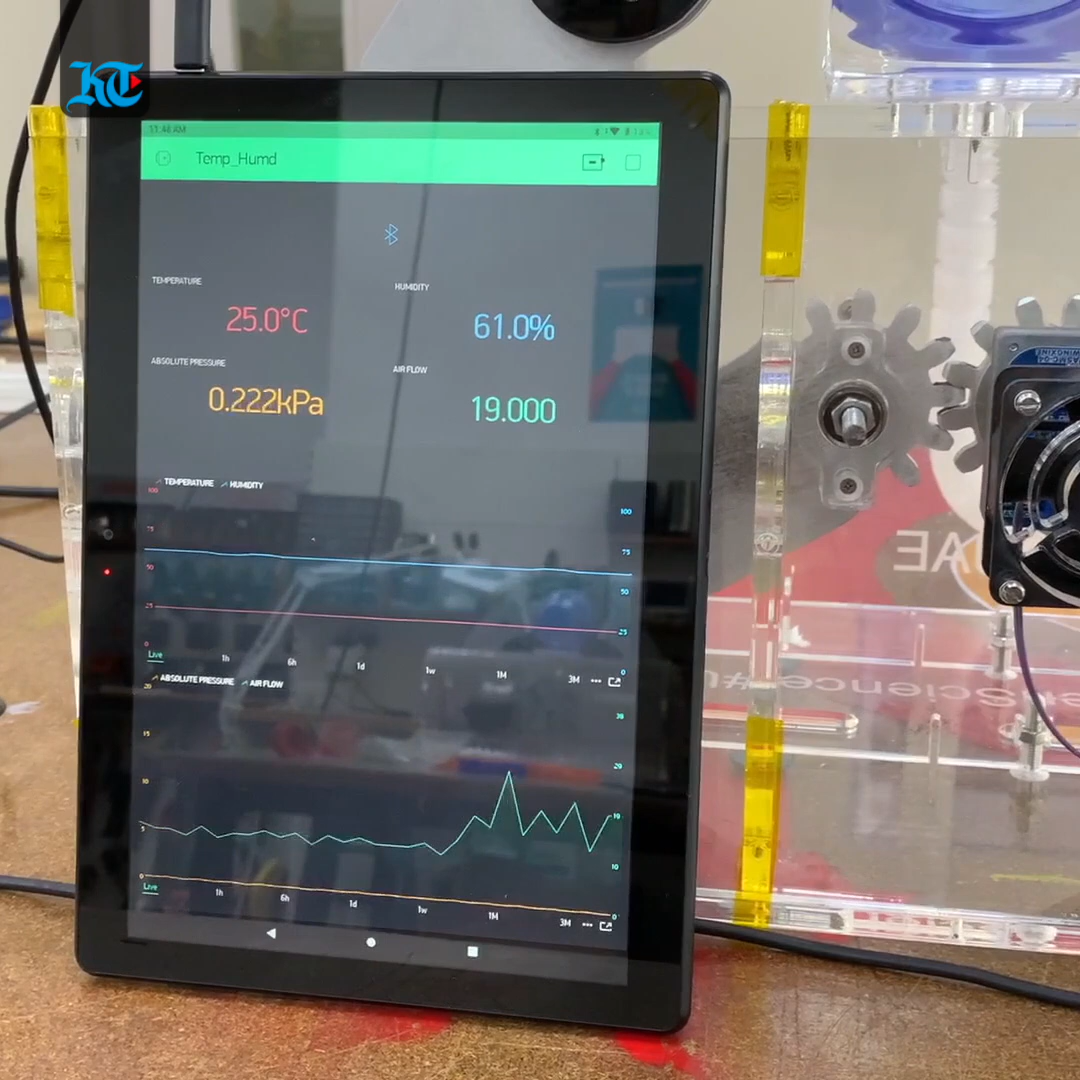 KT
11:48 AM
Temp_Humd
TEMPERATURE
HUMIDITY
25.0°C
61.0%
ABSOLUTE PRESSURE
AIR FLOW
0.222kPa
19.000
TEMPERATURE HUMIDITY
100 100
75 75
50 50
25 25
0 0
Live 1h 6h 1d 1w 1M 3M
ABSOLUTE PRESSURE AIR FLOW
20 38
15 29
10 19
5 10
0 0
Live 1h 6h 1d 1w 1M 3M
UAE